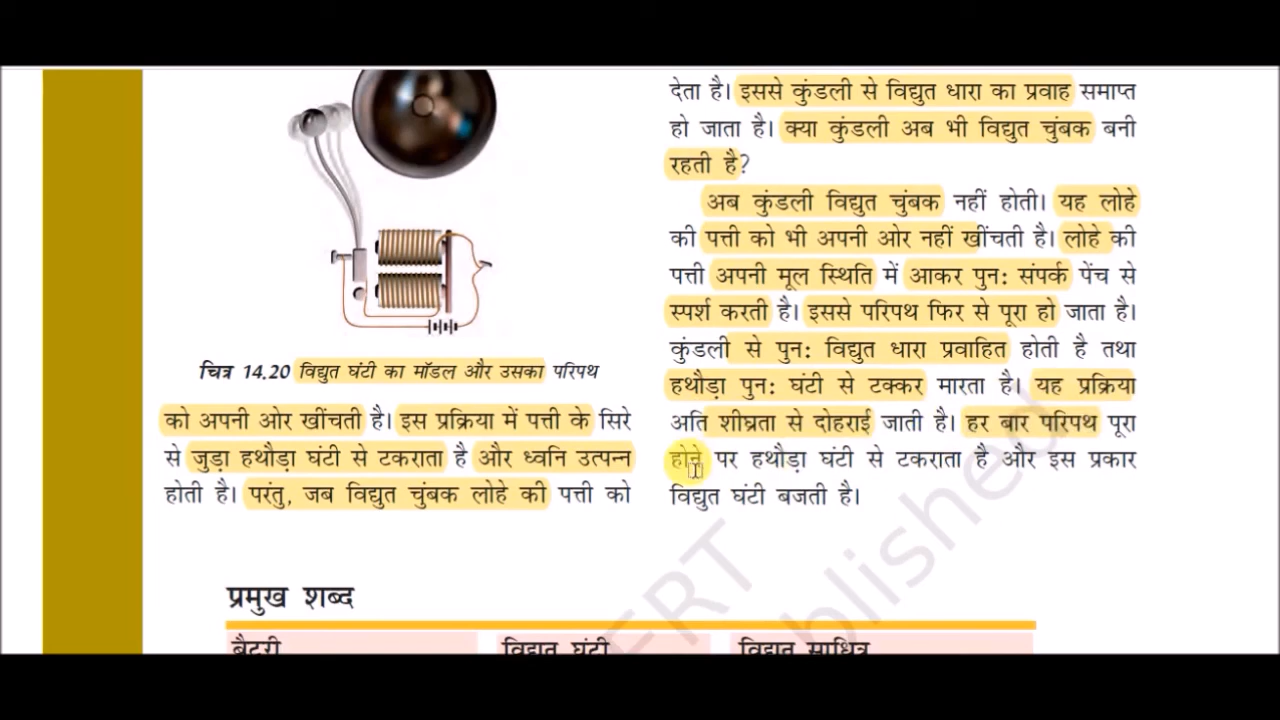 चित्र 14.20 विद्युत घंटी का मॉडल और उसका परिपथ
को अपनी ओर खींचती है। इस प्रक्रिया में पत्ती के सिरे
से जुड़ा हथौड़ा घंटी से टकराता है और ध्वनि उत्पन्न
होती है। परंतु, जब विद्युत चुंबक लोहे की पत्ती को
देता है। इससे कुंडली से विद्युत धारा का प्रवाह समाप्त
हो जाता है। क्या कुंडली अब भी विद्युत चुंबक बनी
रहती है?
अब कुंडली विद्युत चुंबक नहीं होती। यह लोहे
की पत्ती को भी अपनी ओर नहीं खींचती है। लोहे की
पत्ती अपनी मूल स्थिति में आकर पुन: संपर्क पेंच से
स्पर्श करती है। इससे परिपथ फिर से पूरा हो जाता है।
कुंडली से पुन: विद्युत धारा प्रवाहित होती है तथा
हथौड़ा पुन: घंटी से टक्कर मारता है। यह प्रक्रिया
अति शीघ्रता से दोहराई जाती है। हर बार परिपथ पूरा
होने पर हथौड़ा घंटी से टकराता है और इस प्रकार
विद्युत घंटी बजती है।
प्रमुख शब्द
बैटरी विद्युत घंटी विद्युत साधित्र
ERT
blished